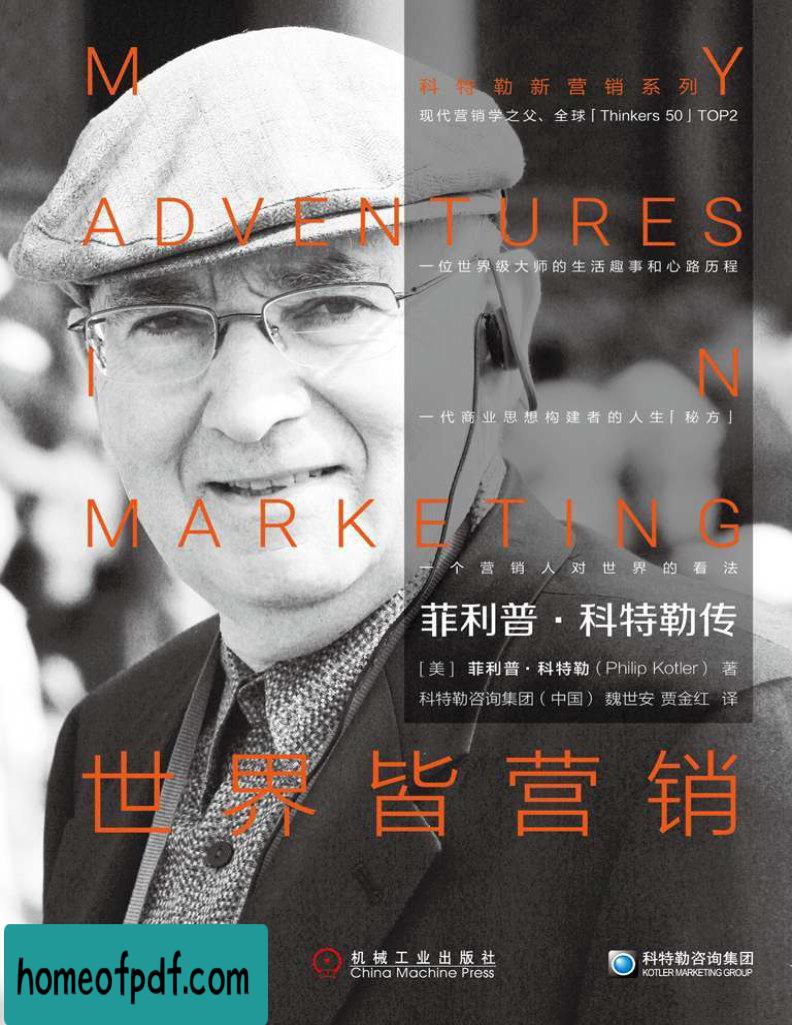 MY
科特勒新营销系列
现代营销学之父、全球「Thinkers 50」TOP2
ADVENTURES
一位世界级大师的生活趣事和心路历程
IN
一代商业思想构建者的人生「秘方」
MARKETING
一个营销人对世界的看法
菲利普·科特勒传
[美] 菲利普·科特勒（Philip Kotler）著
科特勒咨询集团（中国）魏世安 贾金红 译
世界皆营销
homeofpdf.com
机械工业出版社
China Machine Press
科特勒咨询集团
KOTLER MARKETING GROUP